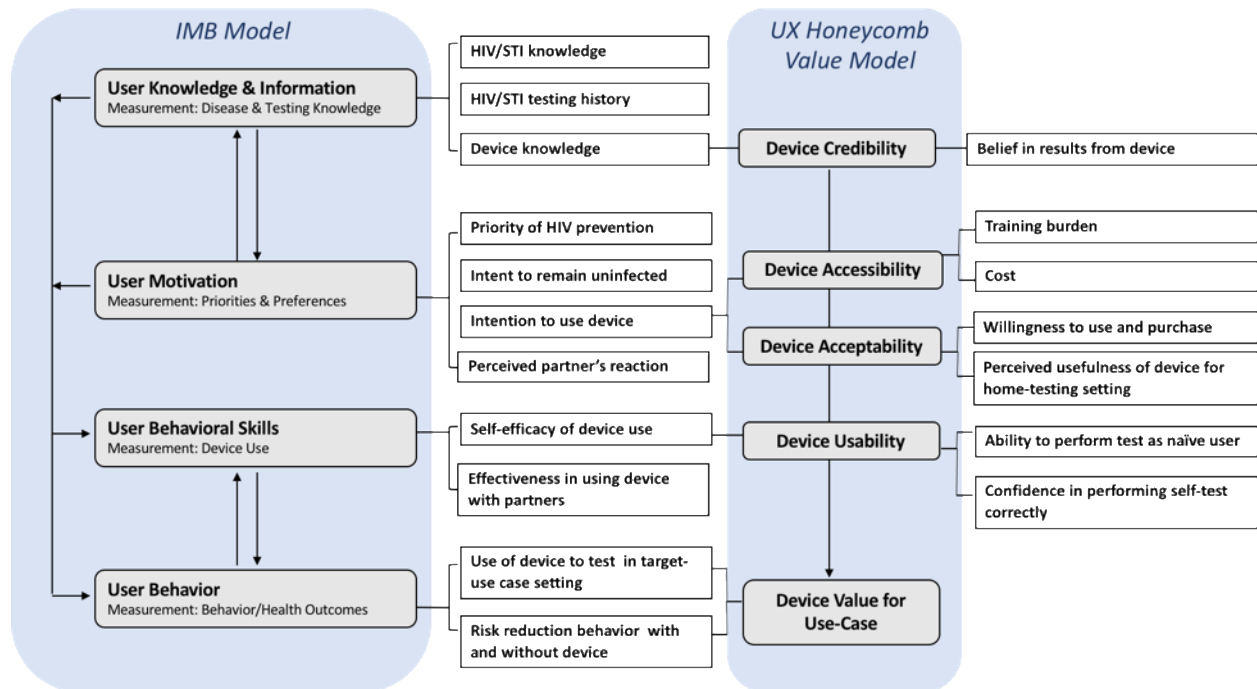 IMB Model
User Knowledge & Information
Measurement: Disease & Testing Knowledge
User Motivation
Measurement: Priorities & Preferences
User Behavioral Skills
Measurement: Device Use
User Behavior
Measurement: Behavior/Health Outcomes
HIV/STI knowledge
HIV/STI testing history
Device knowledge
Priority of HIV prevention
Intent to remain uninfected
Intention to use device
Perceived partner's reaction
Self-efficacy of device use
Effectiveness in using device
with partners
Use of device to test in target-
use case setting
Risk reduction behavior with
and without device
UX Honeycomb
Value Model
Device Credibility
Device Accessibility
Device Acceptability
Device Usability
Device Value for
Use-Case
Belief in results from device
Training burden
Cost
Willingness to use and purchase
Perceived usefulness of device for
home-testing setting
Ability to perform test as naïve user
Confidence in performing self-test
correctly